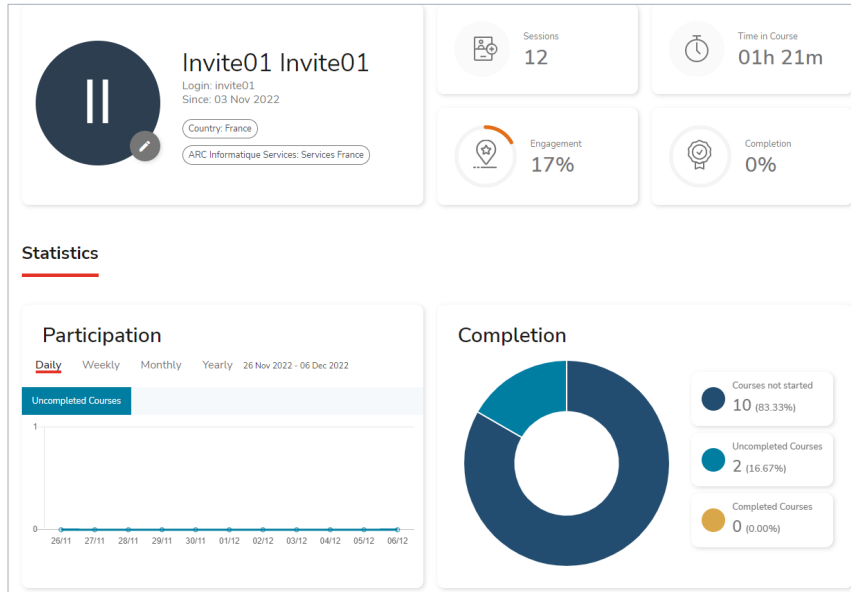 II
Invite01 Invite01
Login: invite01
Since: 03 Nov 2022
Country: France
ARC Informatique Services: Services France
Sessions
12
Time in Course
01h 21m
Engagement
17%
Completion
0%
Statistics
Participation
Daily Weekly Monthly Yearly 26 Nov 2022 - 06 Dec 2022
Uncompleted Courses
1
0
26/11 27/11 28/11 29/11 30/11 01/12 02/12 03/12 04/12 05/12 06/12
Completion
Courses not started
10 (83.33%)
Uncompleted Courses
2 (16.67%)
Completed Courses
0 (0.00%)